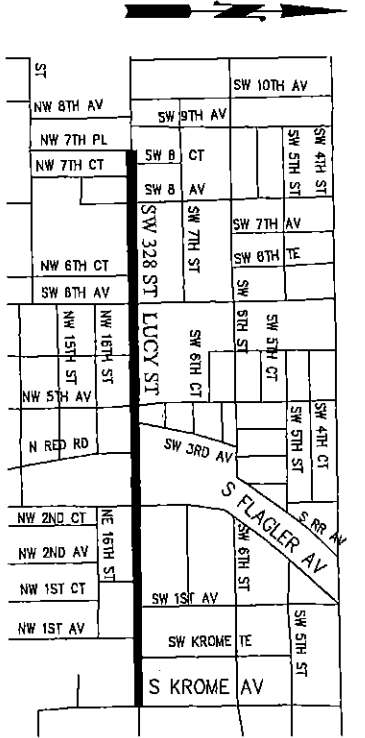 ST
SW 10TH AV
NW 8TH AV
SW 9TH AV
NW 7TH PL
SW 8 CT
SW 5TH ST
SW 4TH ST
NW 7TH CT
SW 8 AV
SW 328 ST
LUCY ST
SW 7TH ST
SW 7TH AV
SW 6TH TE
NW 6TH CT
SW 6TH AV
SW 6TH ST
SW 5TH CT
NW 15TH ST
NW 16TH ST
SW 6TH CT
NW 5TH AV
SW 5TH ST
SW 4TH CT
N RED RD
SW 3RD AV
S RR AV
S FLAGLER AV
NW 2ND CT
NE 16TH ST
SW 6TH ST
NW 2ND AV
NW 1ST CT
SW 1ST AV
SW 5TH ST
NW 1ST AV
SW KROME TE
S KROME AV